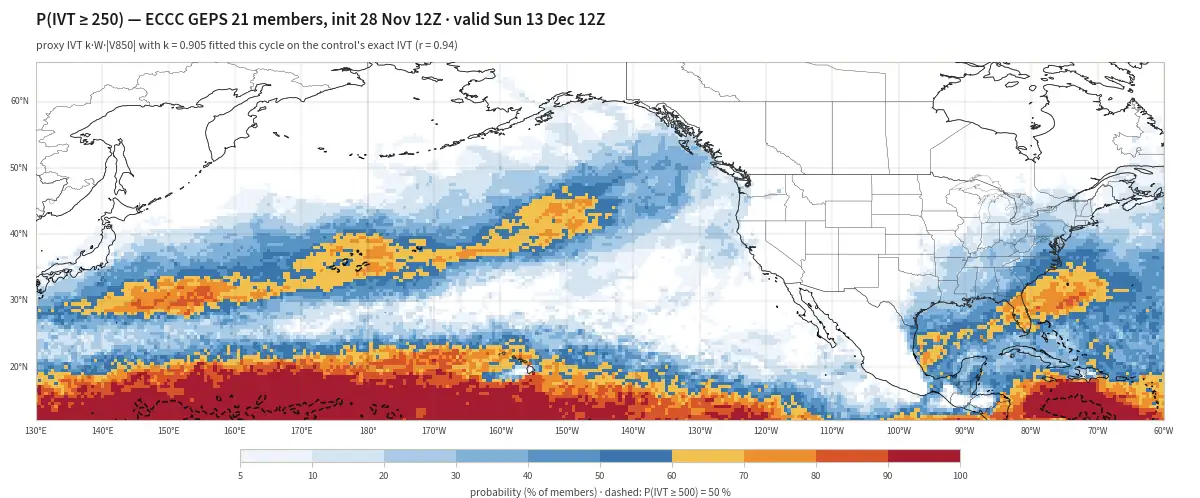 P(IVT ≥ 250) — ECCC GEPS 21 members, init 28 Nov 12Z · valid Sun 13 Dec 12Z
proxy IVT k·W·|V850| with k = 0.905 fitted this cycle on the control's exact IVT (r = 0.94)
60°N
50°N
40°N
30°N
20°N
130°E 140°E 150°E 160°E 170°E 180° 170°W 160°W 150°W 140°W 130°W 120°W 110°W 100°W 90°W 80°W 70°W 60°W
5 10 20 30 40 50 60 70 80 90 100
probability (% of members) · dashed: P(IVT ≥ 500) = 50 %